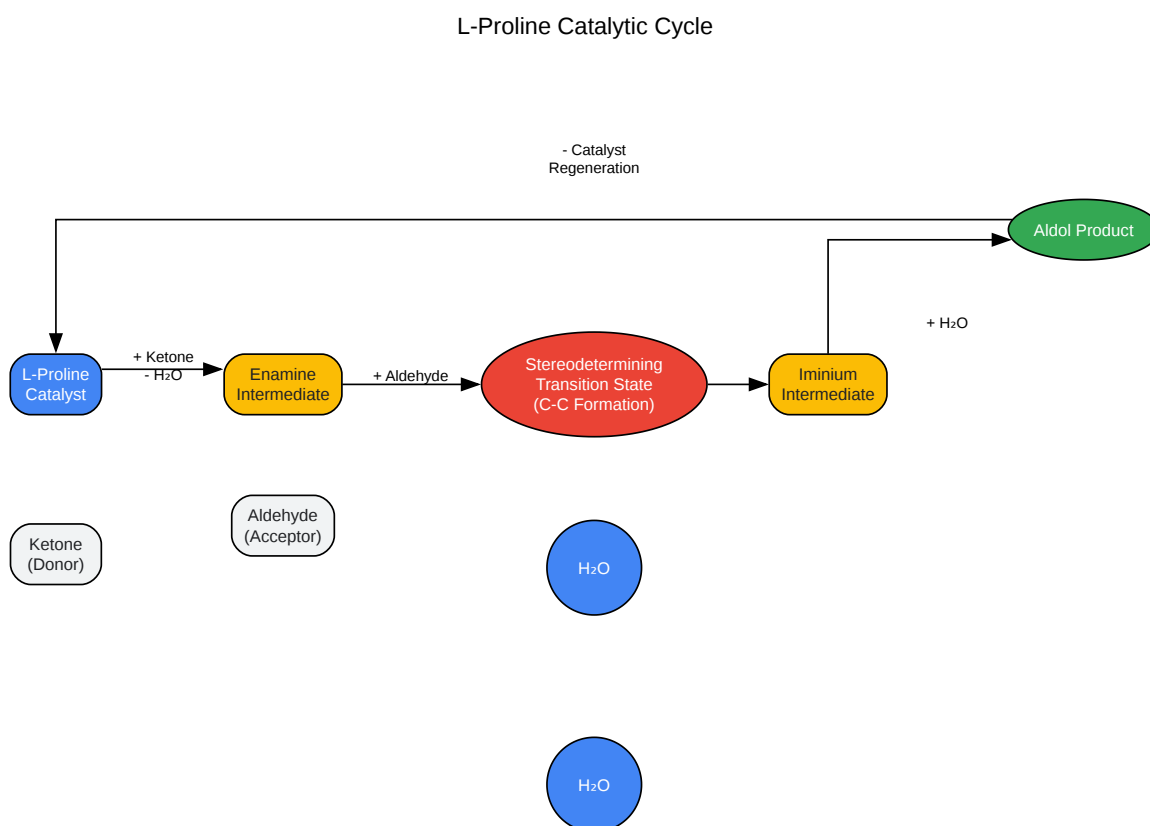 L-Proline Catalytic Cycle
- Catalyst
Regeneration
Aldol Product
+ H₂O
L-Proline
Catalyst
+ Ketone
- H₂O
Enamine
Intermediate
+ Aldehyde
Stereodetermining
Transition State
(C-C Formation)
Iminium
Intermediate
Ketone
(Donor)
Aldehyde
(Acceptor)
H₂O
H₂O